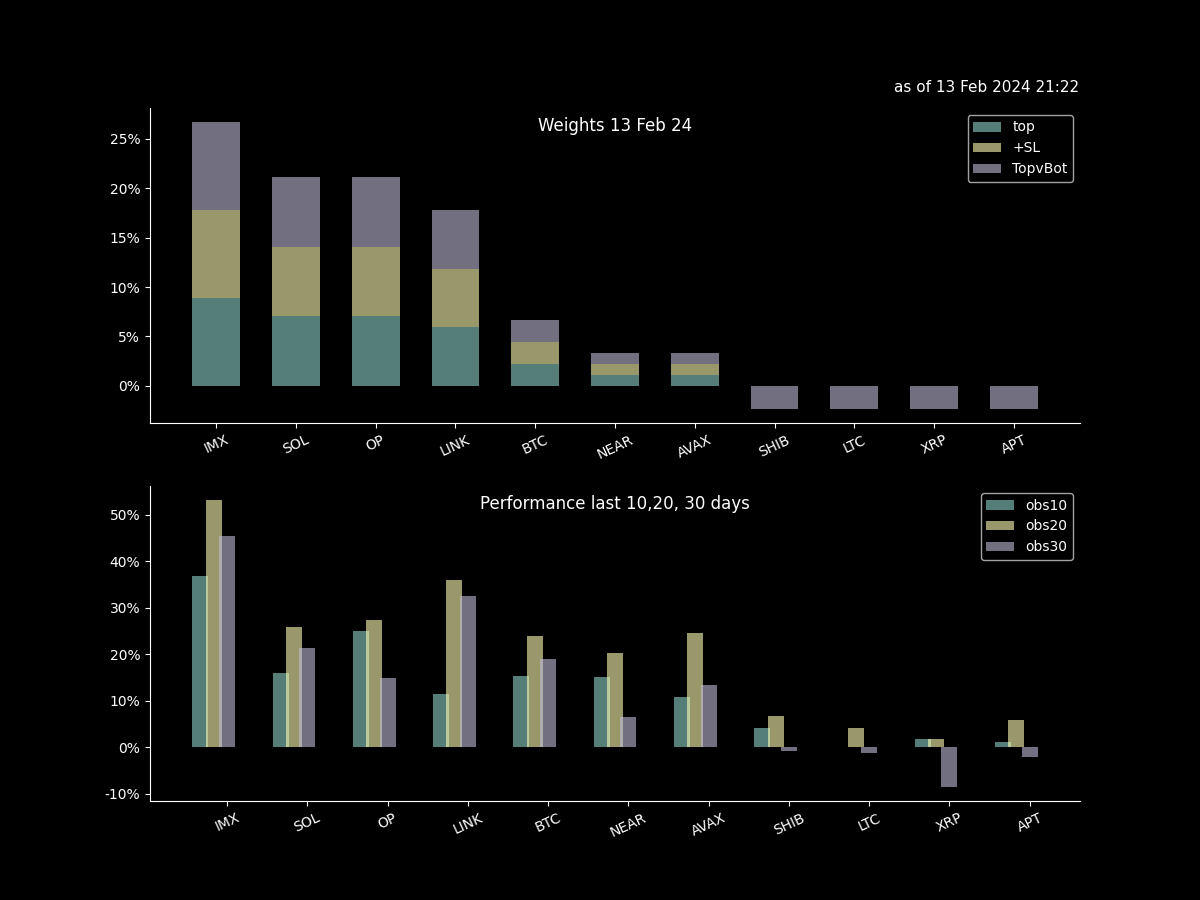 as of 13 Feb 2024 21:22
Weights 13 Feb 24
top
+SL
TopvBot
25%
20%
15%
10%
5%
0%
IMX SOL OP LINK BTC NEAR AVAX SHIB LTC XRP APT
Performance last 10,20, 30 days
obs10
obs20
obs30
50%
40%
30%
20%
10%
0%
-10%
IMX SOL OP LINK BTC NEAR AVAX SHIB LTC XRP APT